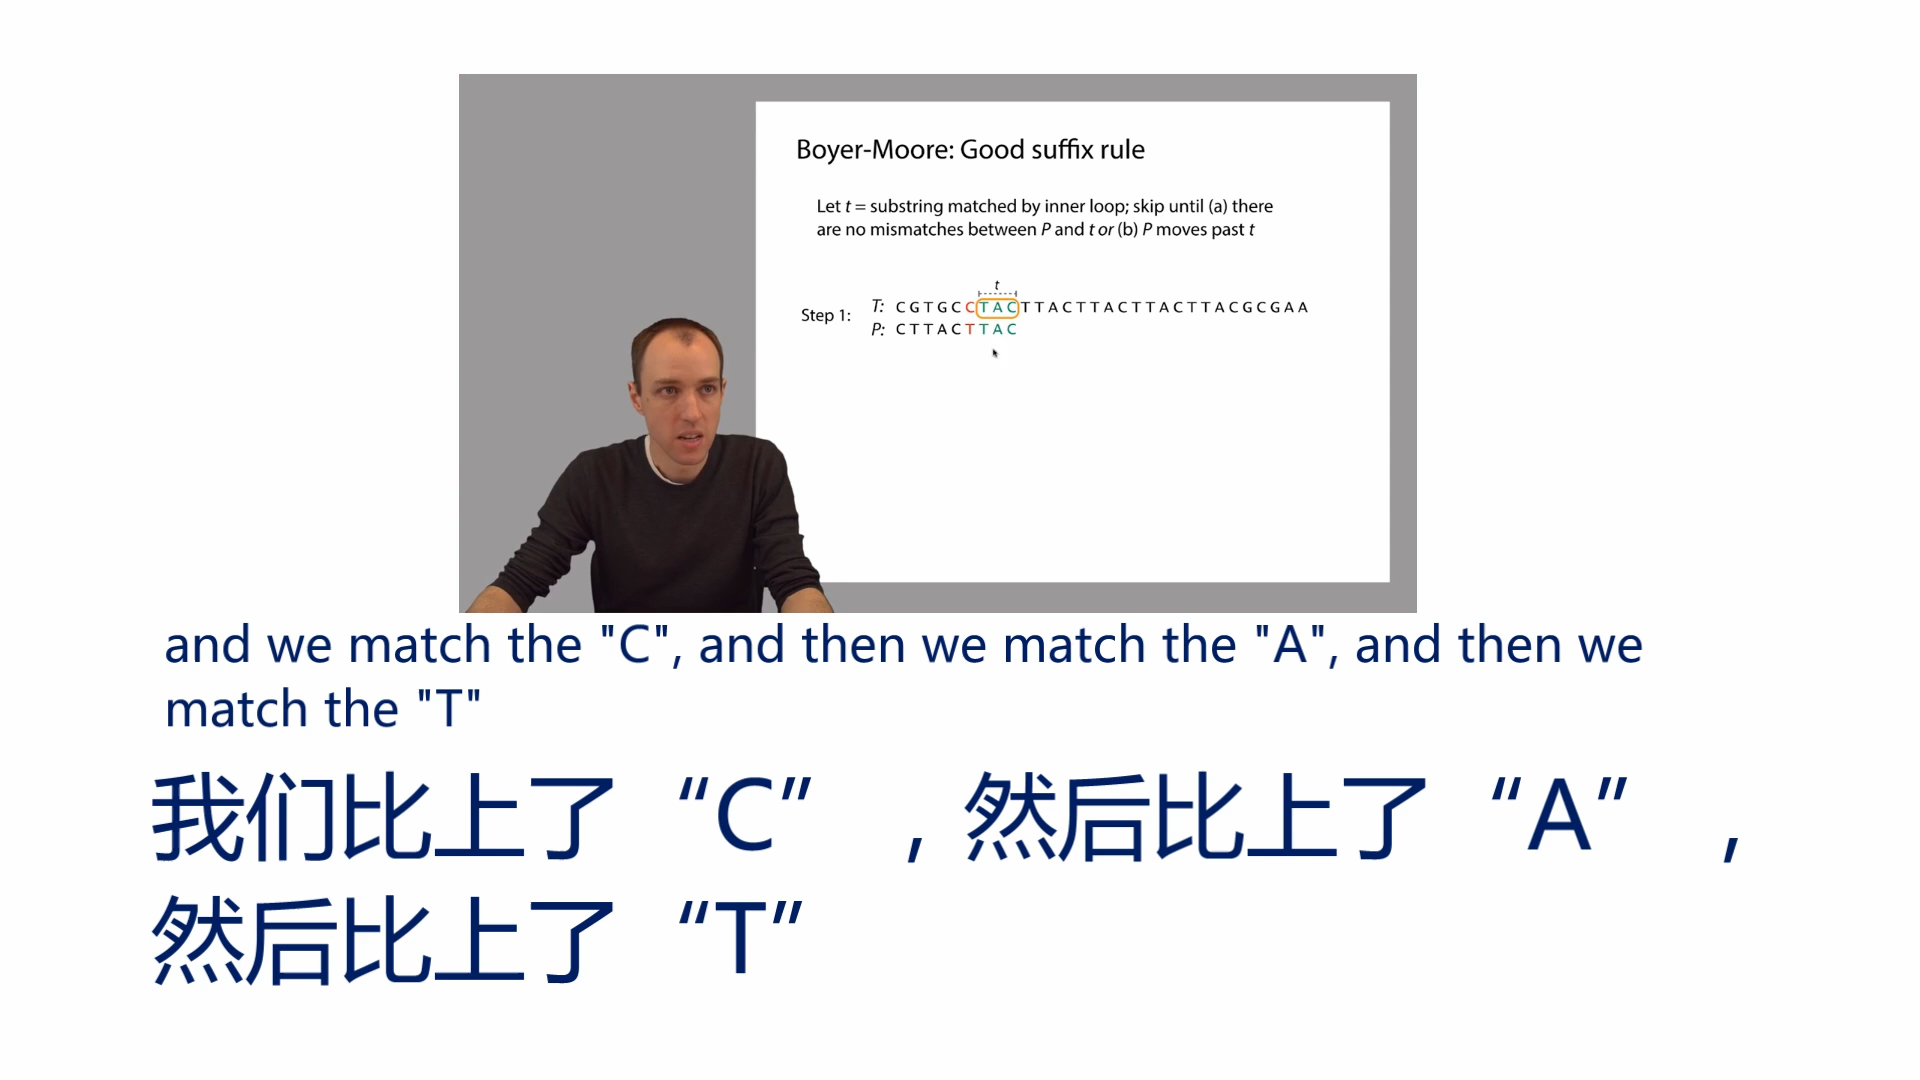 Boyer-Moore: Good suffix rule
Let t = substring matched by inner loop; skip until (a) there
are no mismatches between P and t or (b) P moves past t
t
Step 1:
T: CGTGCCTACTTACTTACTTACTTACGCGAA
P: CTTACTTAC
and we match the "C", and then we match the "A", and then we
match the "T"
我们比上了“C”，然后比上了“A”，
然后比上了“T”